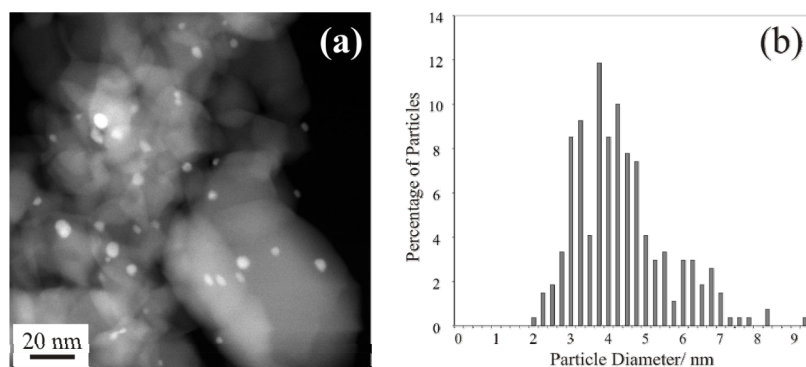 (a)
20 nm
(b)
Percentage of Particles
14
12
10
8
6
4
2
0
0 1 2 3 4 5 6 7 8 9
Particle Diameter/ nm